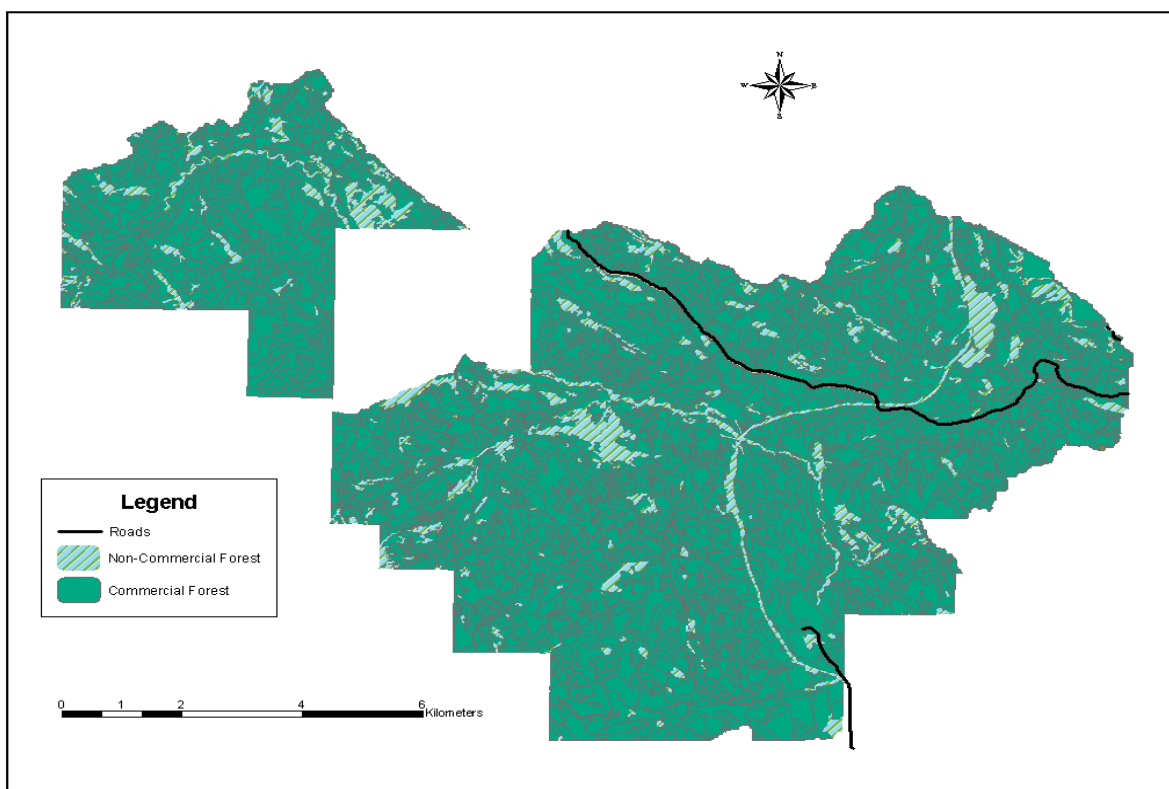 N
W E
S
Legend
Roads
Non-Commercial Forest
Commercial Forest
0 1 2 4 6
Kilometers